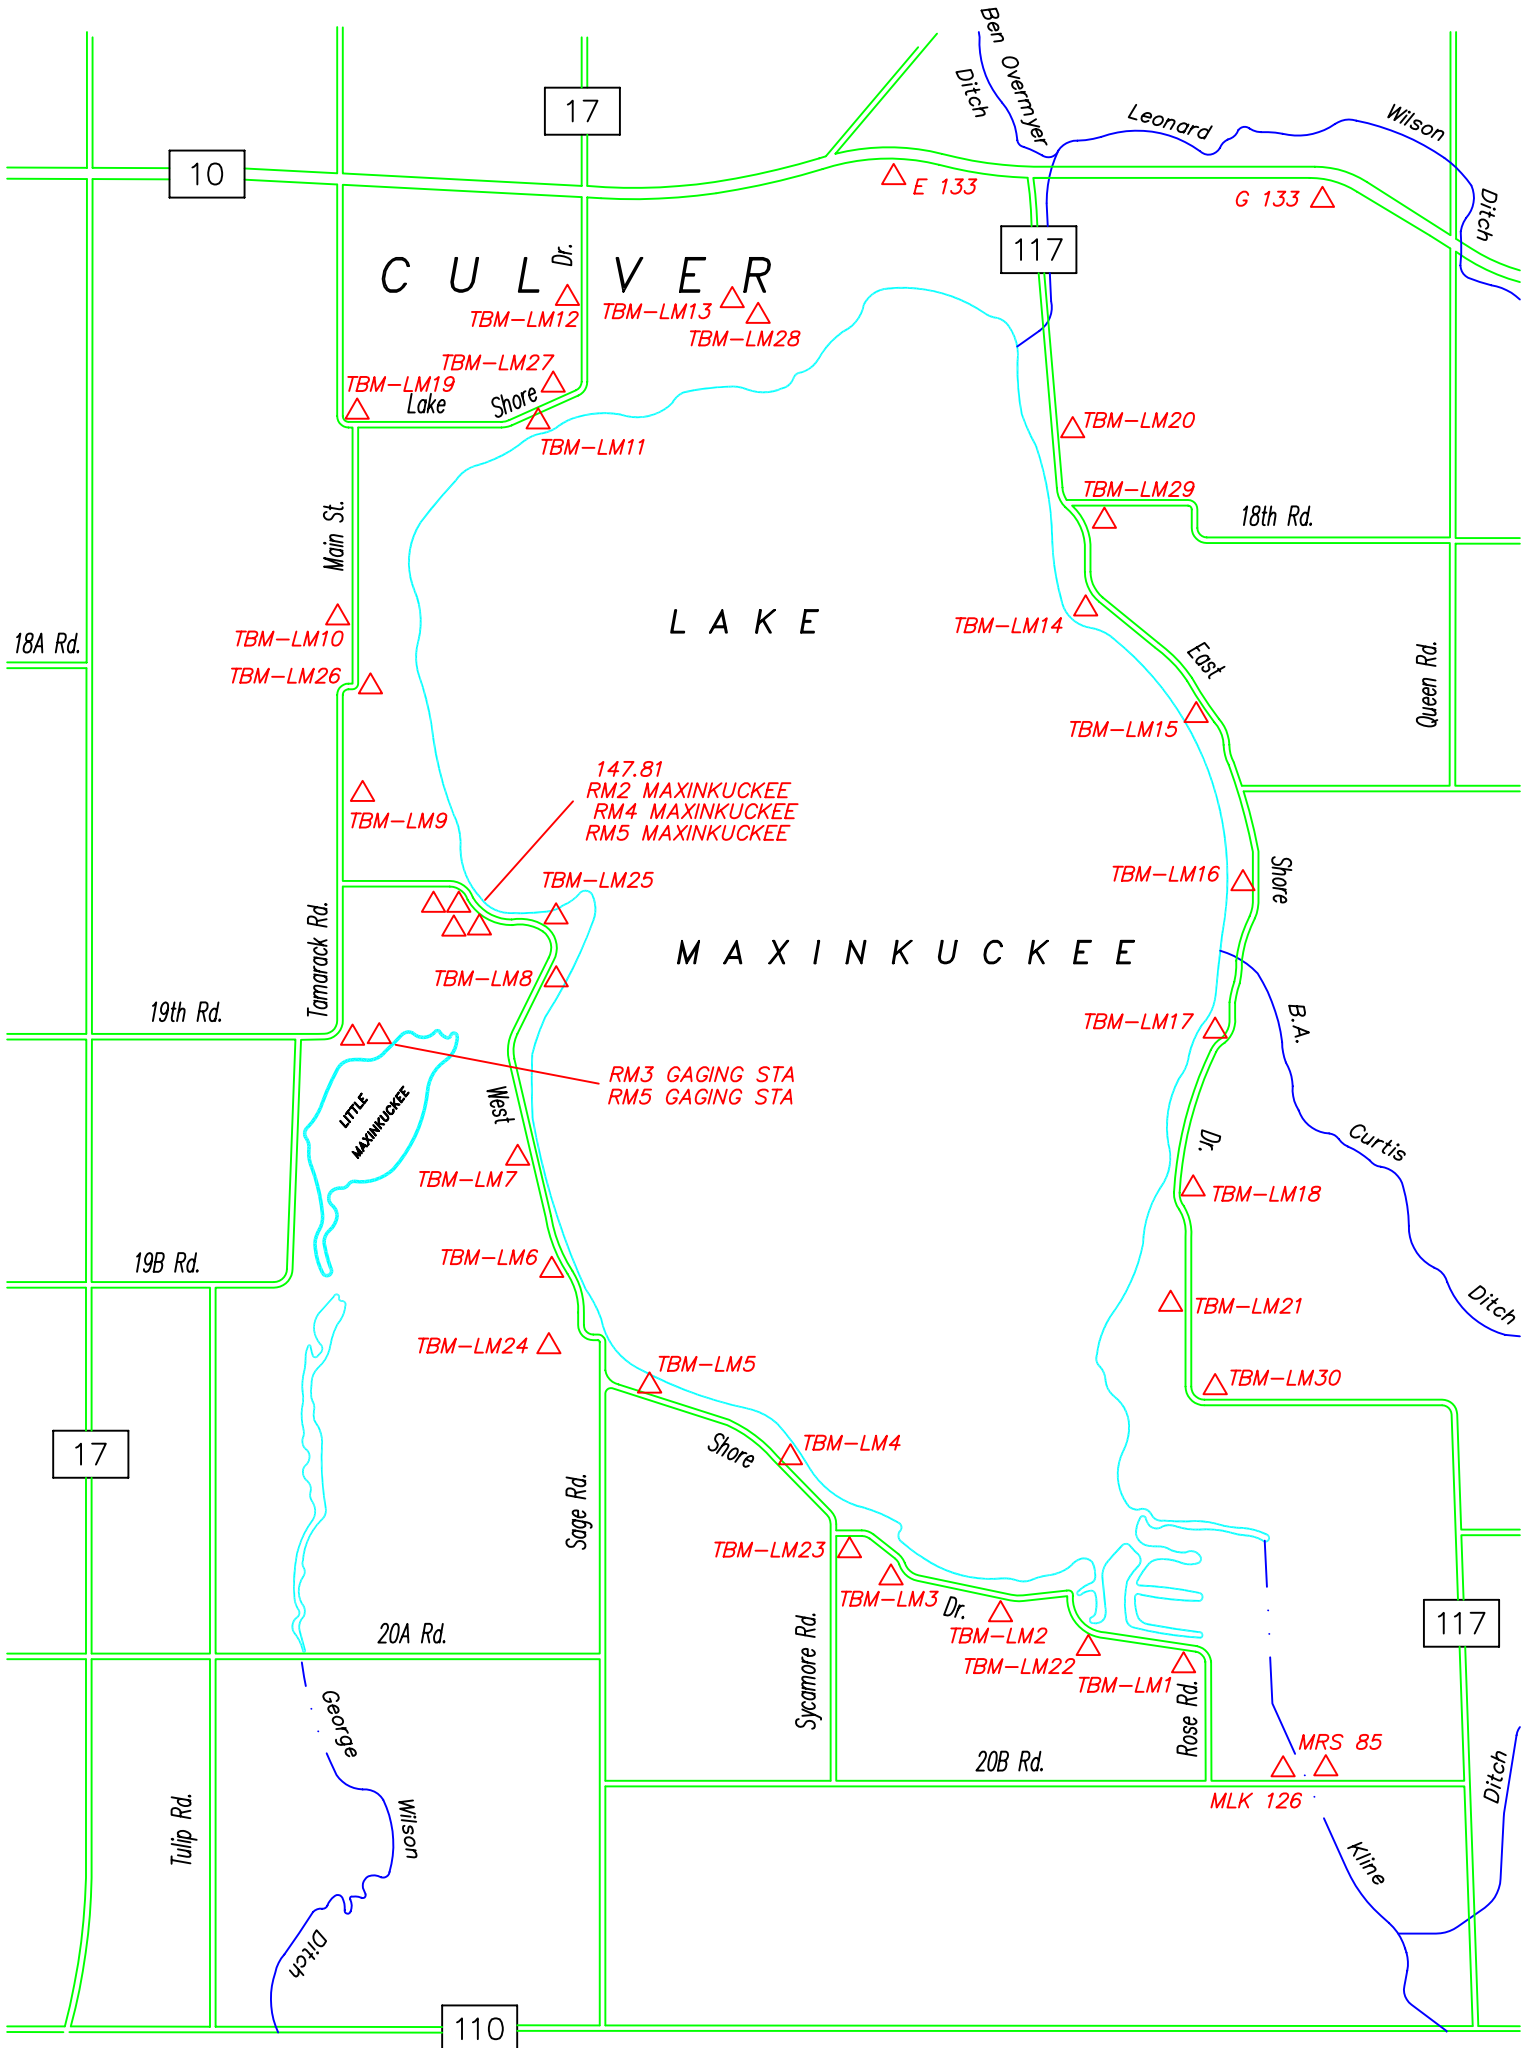 Ben Overmyer
Ditch
Leonard
Wilson
Ditch
17
10
E 133
G 133
117
CULVER
Dr.
TBM-LM12
TBM-LM13
TBM-LM28
TBM-LM27
TBM-LM19
Lake
Shore
TBM-LM11
TBM-LM20
TBM-LM29
18th Rd.
Main St.
TBM-LM10
TBM-LM26
18A Rd.
LAKE
TBM-LM14
East
Queen Rd.
TBM-LM15
147.81
RM2 MAXINKUCKEE
RM4 MAXINKUCKEE
RM5 MAXINKUCKEE
TBM-LM9
TBM-LM25
TBM-LM16
Shore
Tamarack Rd.
MAXINKUCKEE
TBM-LM8
19th Rd.
TBM-LM17
B.A.
RM3 GAGING STA
RM5 GAGING STA
LITTLE
MAXINKUCKEE
West
Curtis
Dr.
TBM-LM7
TBM-LM18
19B Rd.
TBM-LM6
TBM-LM21
Ditch
TBM-LM24
TBM-LM5
TBM-LM30
17
Shore
TBM-LM4
Sage Rd.
TBM-LM23
TBM-LM3
Dr.
TBM-LM2
TBM-LM22
TBM-LM1
117
20A Rd.
Sycamore Rd.
Rose Rd.
George
20B Rd.
MRS 85
MLK 126
Ditch
Tulip Rd.
Wilson
Kline
Ditch
110